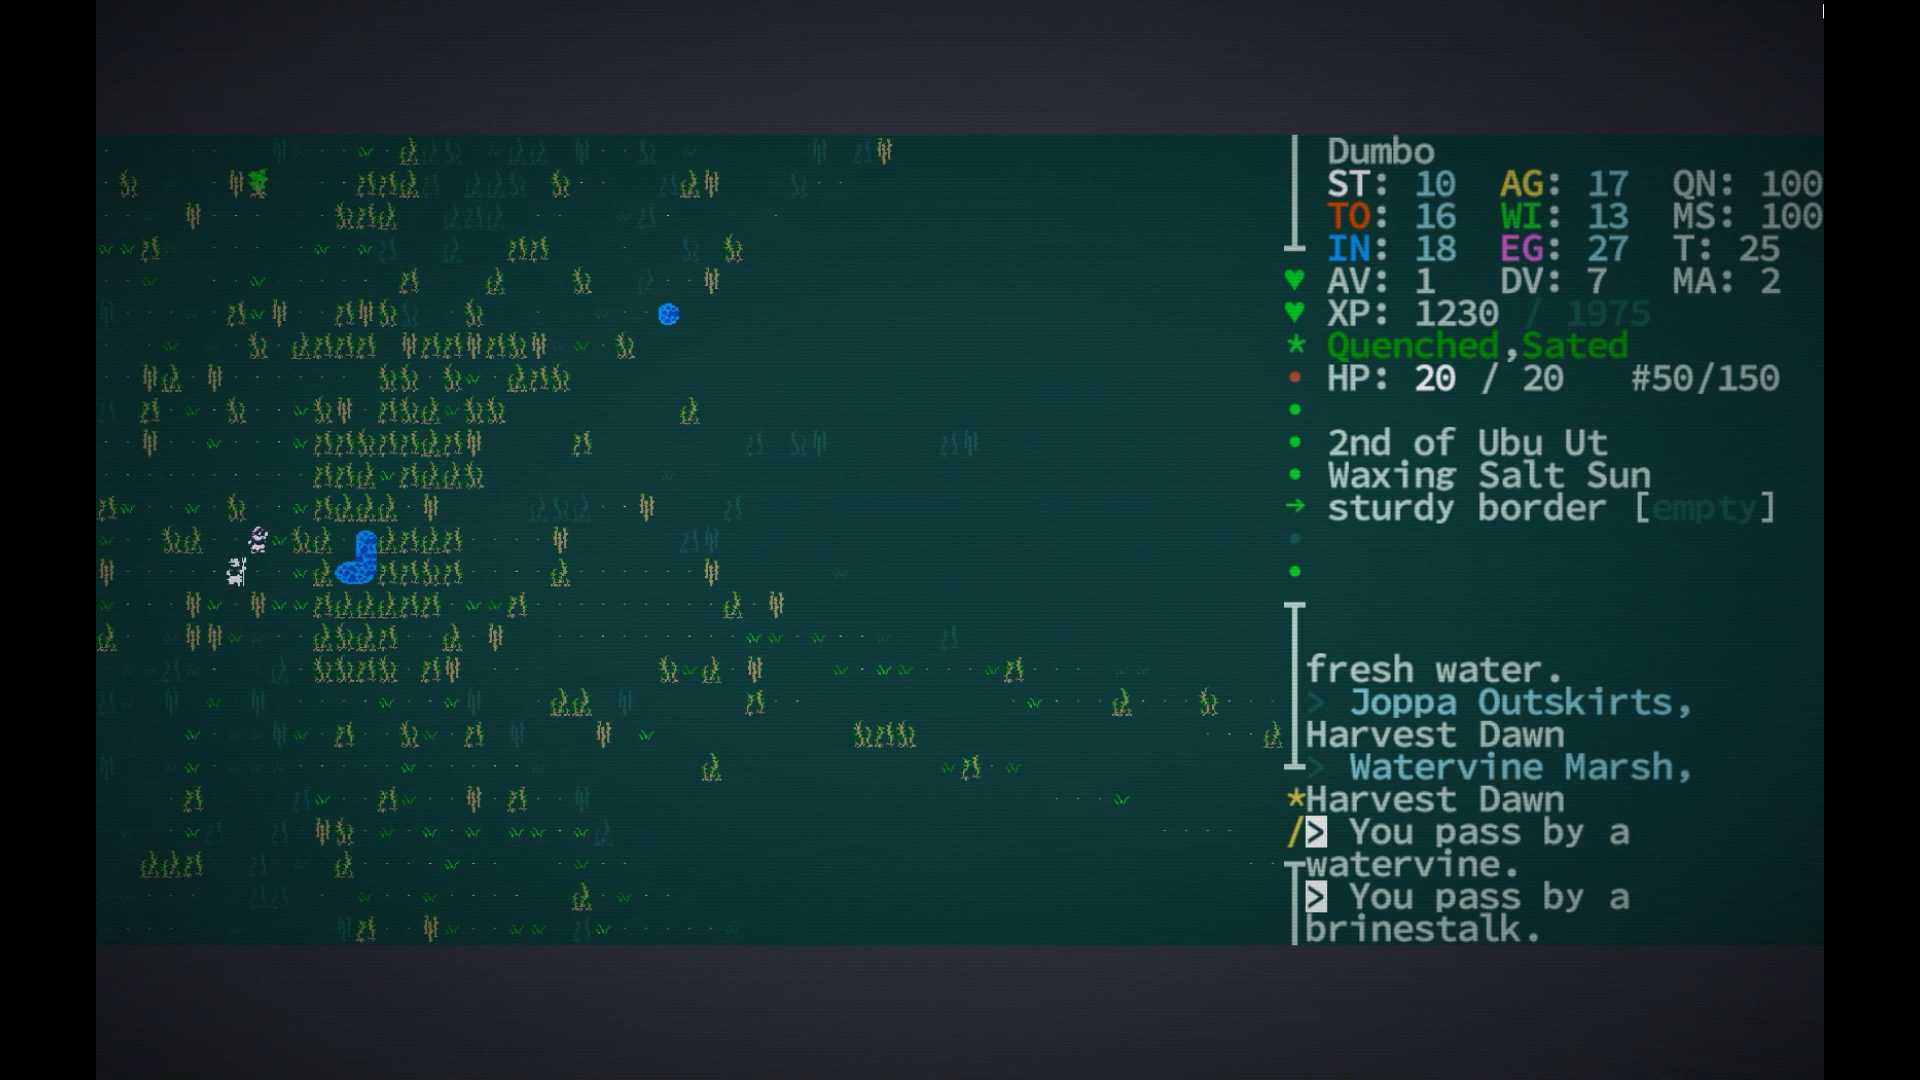 Dumbo
ST: 10 AG: 17 QN: 100
TO: 16 WI: 13 MS: 100
IN: 18 EG: 27 T: 25
AV: 1 DV: 7 MA: 2
XP: 1230 / 1975
Quenched,Sated
HP: 20 / 20 #50/150
2nd of Ubu Ut
Waxing Salt Sun
sturdy border [empty]
fresh water.
> Joppa Outskirts,
Harvest Dawn
> Watervine Marsh,
Harvest Dawn
> You pass by a
watervine.
> You pass by a
brinestalk.